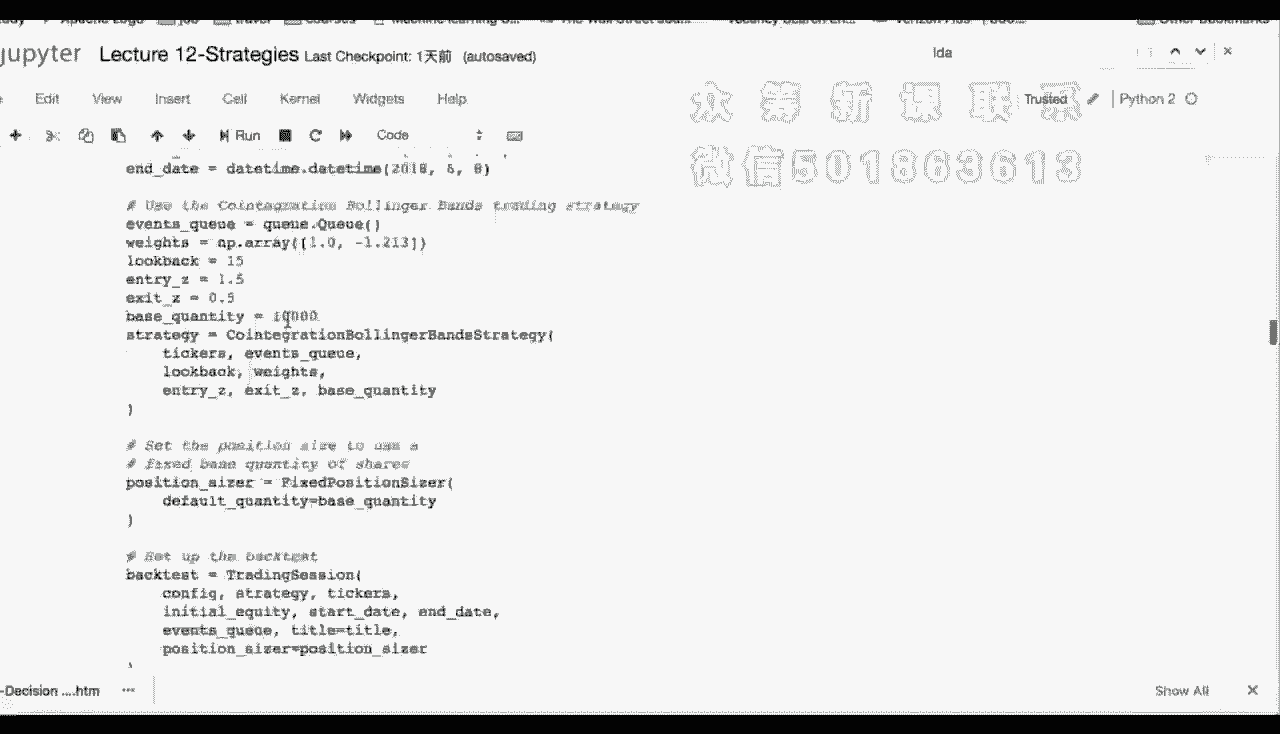 Other Bookmarks
jupyter Lecture 12-Strategies Last Checkpoint: 1天前 (autosaved)
lda
Edit View Insert Cell Kernel Widgets Help
Trusted
Python 2
众筹新课联系
微信501863613
Run
Code
end_date = datetime.datetime(
# Use the Cointegration Bollinger Bands trading strategy
events_queue = queue.Queue()
weights = np.array([1.0, -1.213])
lookback = 15
entry_z = 1.5
exit_z = 0.5
base_quantity = 10000
strategy = CointegrationBollingerBandsStrategy(
tickers, events_queue,
lookback, weights,
entry_z, exit_z, base_quantity
)
# Set the position size to use a
# fixed base quantity of shares
position_sizer = FixedPositionSizer(
default_quantity=base_quantity
)
# Set up the backtest
backtest = TradingSession(
config, strategy, tickers,
initial_equity, start_date, end_date,
events_queue, title=title,
position_sizer=position_sizer
-Decision ....htm
Show All